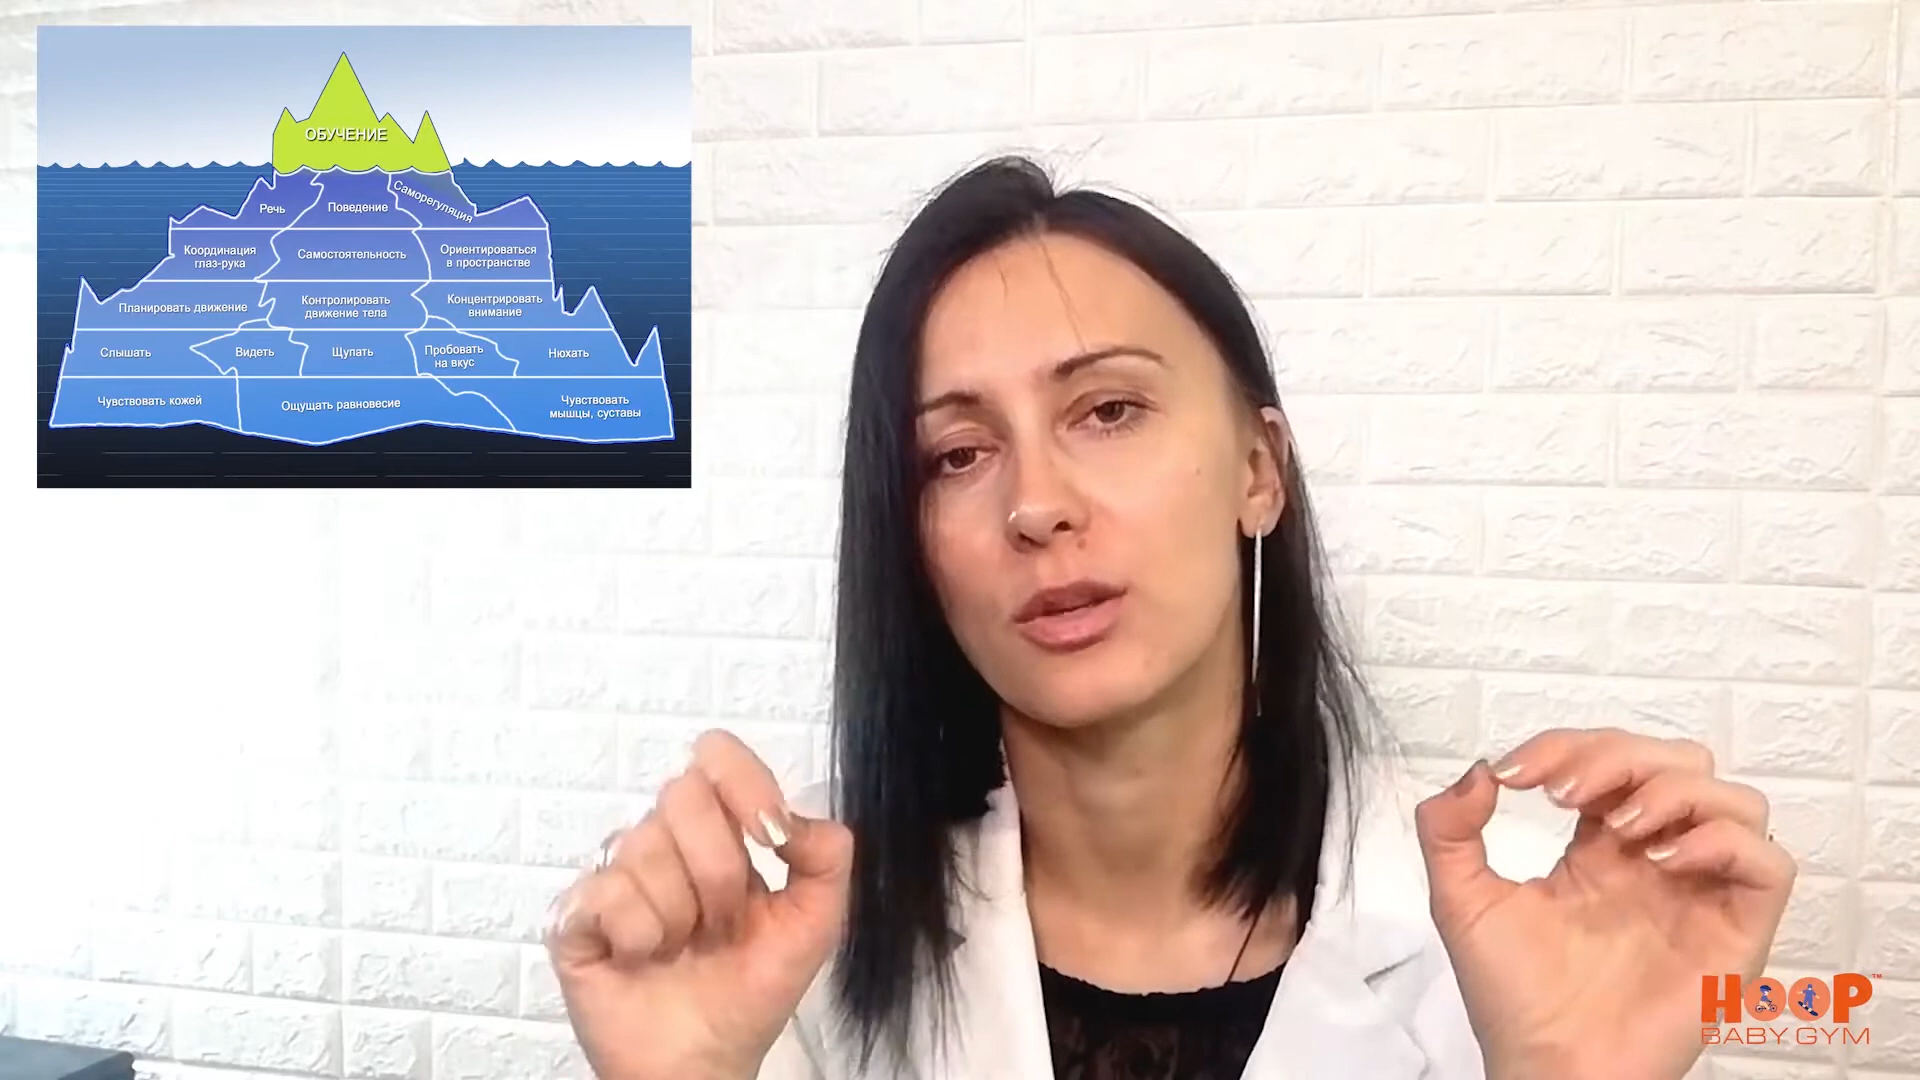 ОБУЧЕНИЕ
Речь
Поведение
Саморегуляция
Координация
глаз-рука
Самостоятельность
Ориентироваться
в пространстве
Планировать движение
Контролировать
движение тела
Концентрировать
внимание
Слышать
Видеть
Щупать
Пробовать
на вкус
Нюхать
Чувствовать кожей
Ощущать равновесие
Чувствовать
мышцы, суставы
HOOP™
BABY GYM